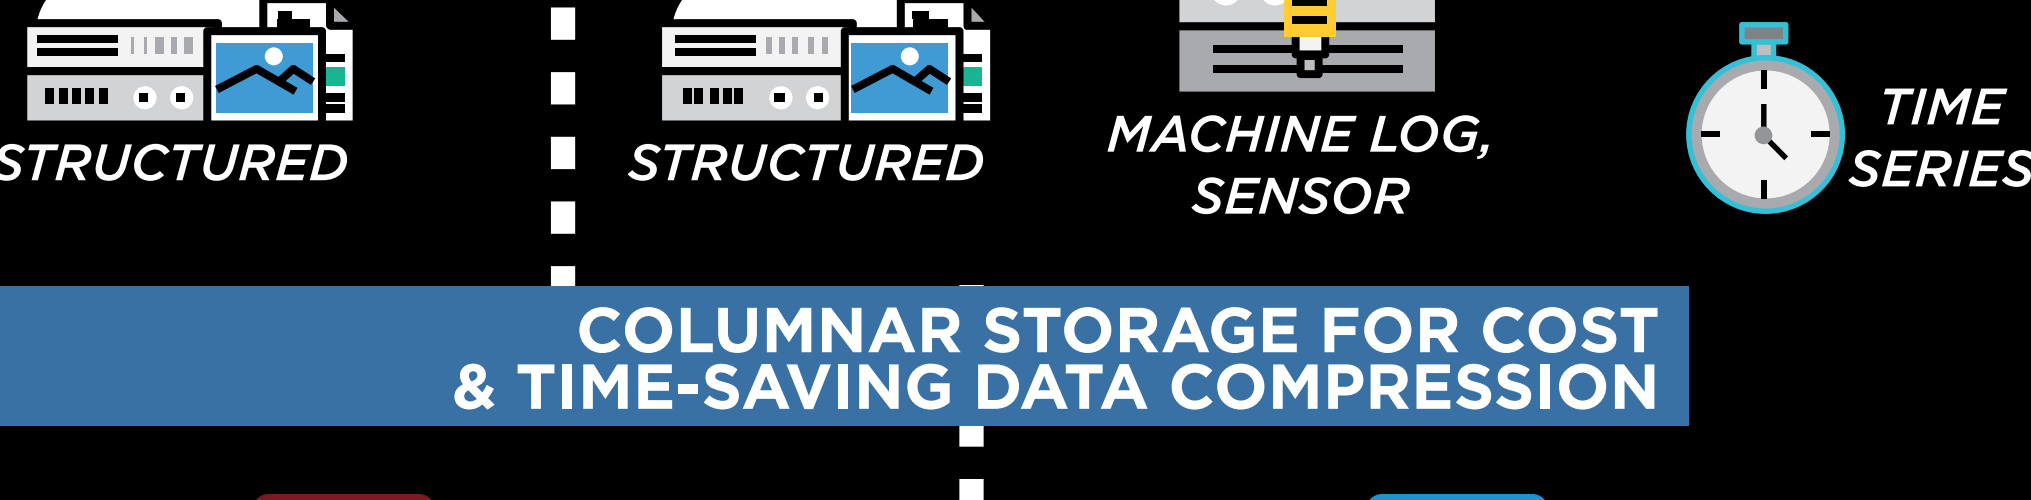 STRUCTURED
STRUCTURED
MACHINE LOG,
SENSOR
TIME
SERIES
COLUMNAR STORAGE FOR COST
& TIME-SAVING DATA COMPRESSION